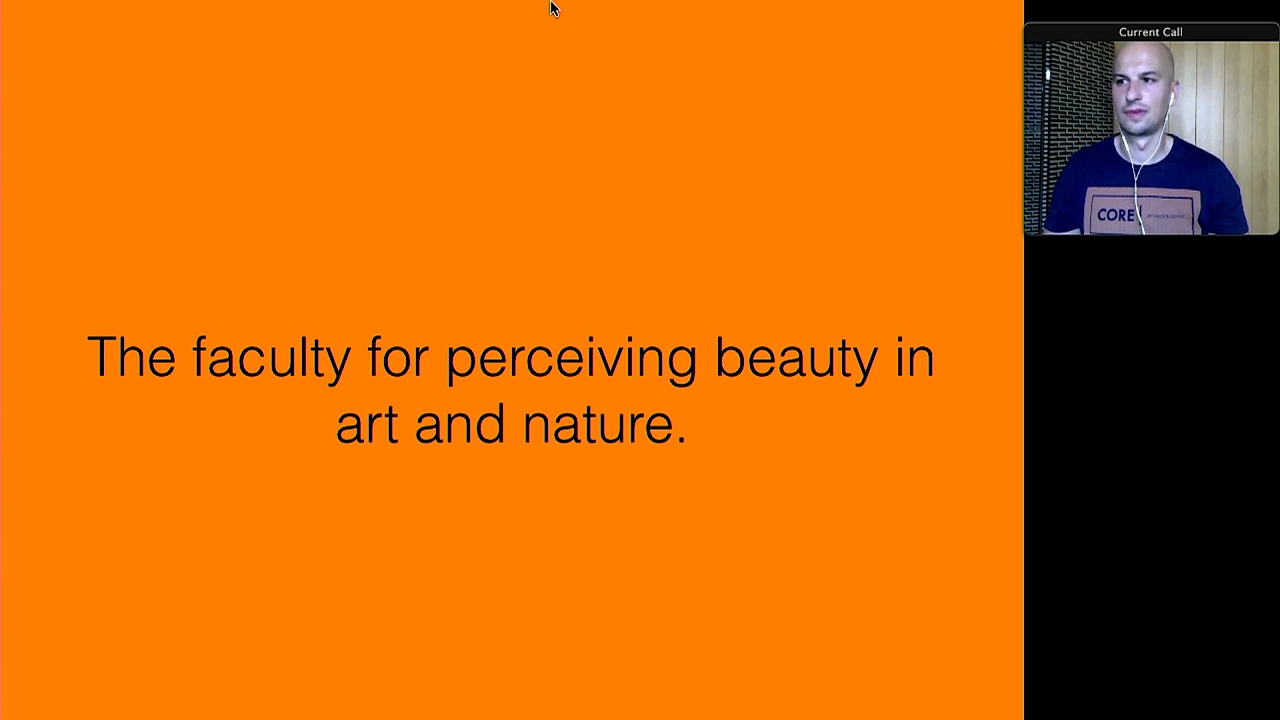 Current Call
The faculty for perceiving beauty in
art and nature.
CORE